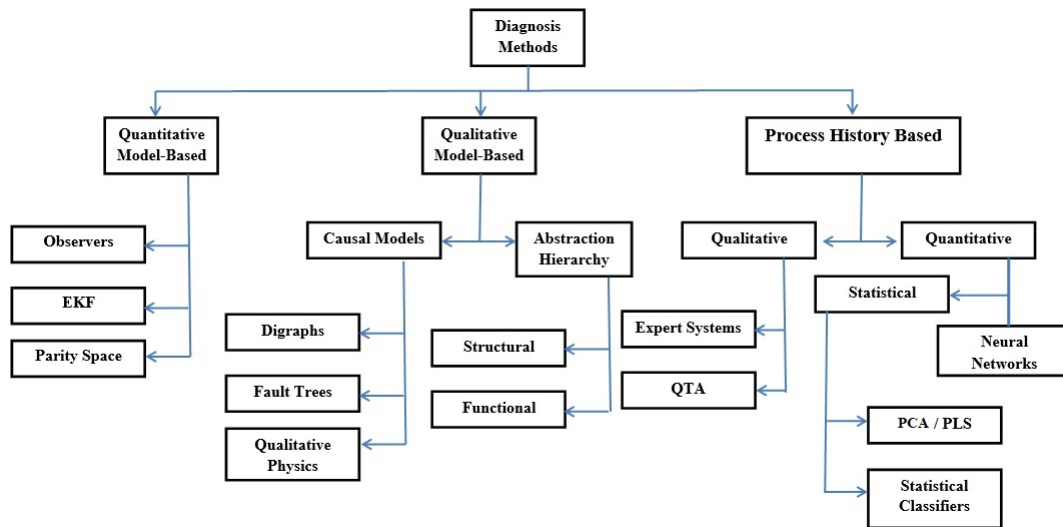 Diagnosis
Methods
Quantitative
Model-Based
Qualitative
Model-Based
Process History Based
Observers
EKF
Parity Space
Causal Models
Abstraction
Hierarchy
Digraphs
Fault Trees
Qualitative
Physics
Structural
Functional
Qualitative
Quantitative
Expert Systems
QTA
Statistical
Neural
Networks
PCA / PLS
Statistical
Classifiers